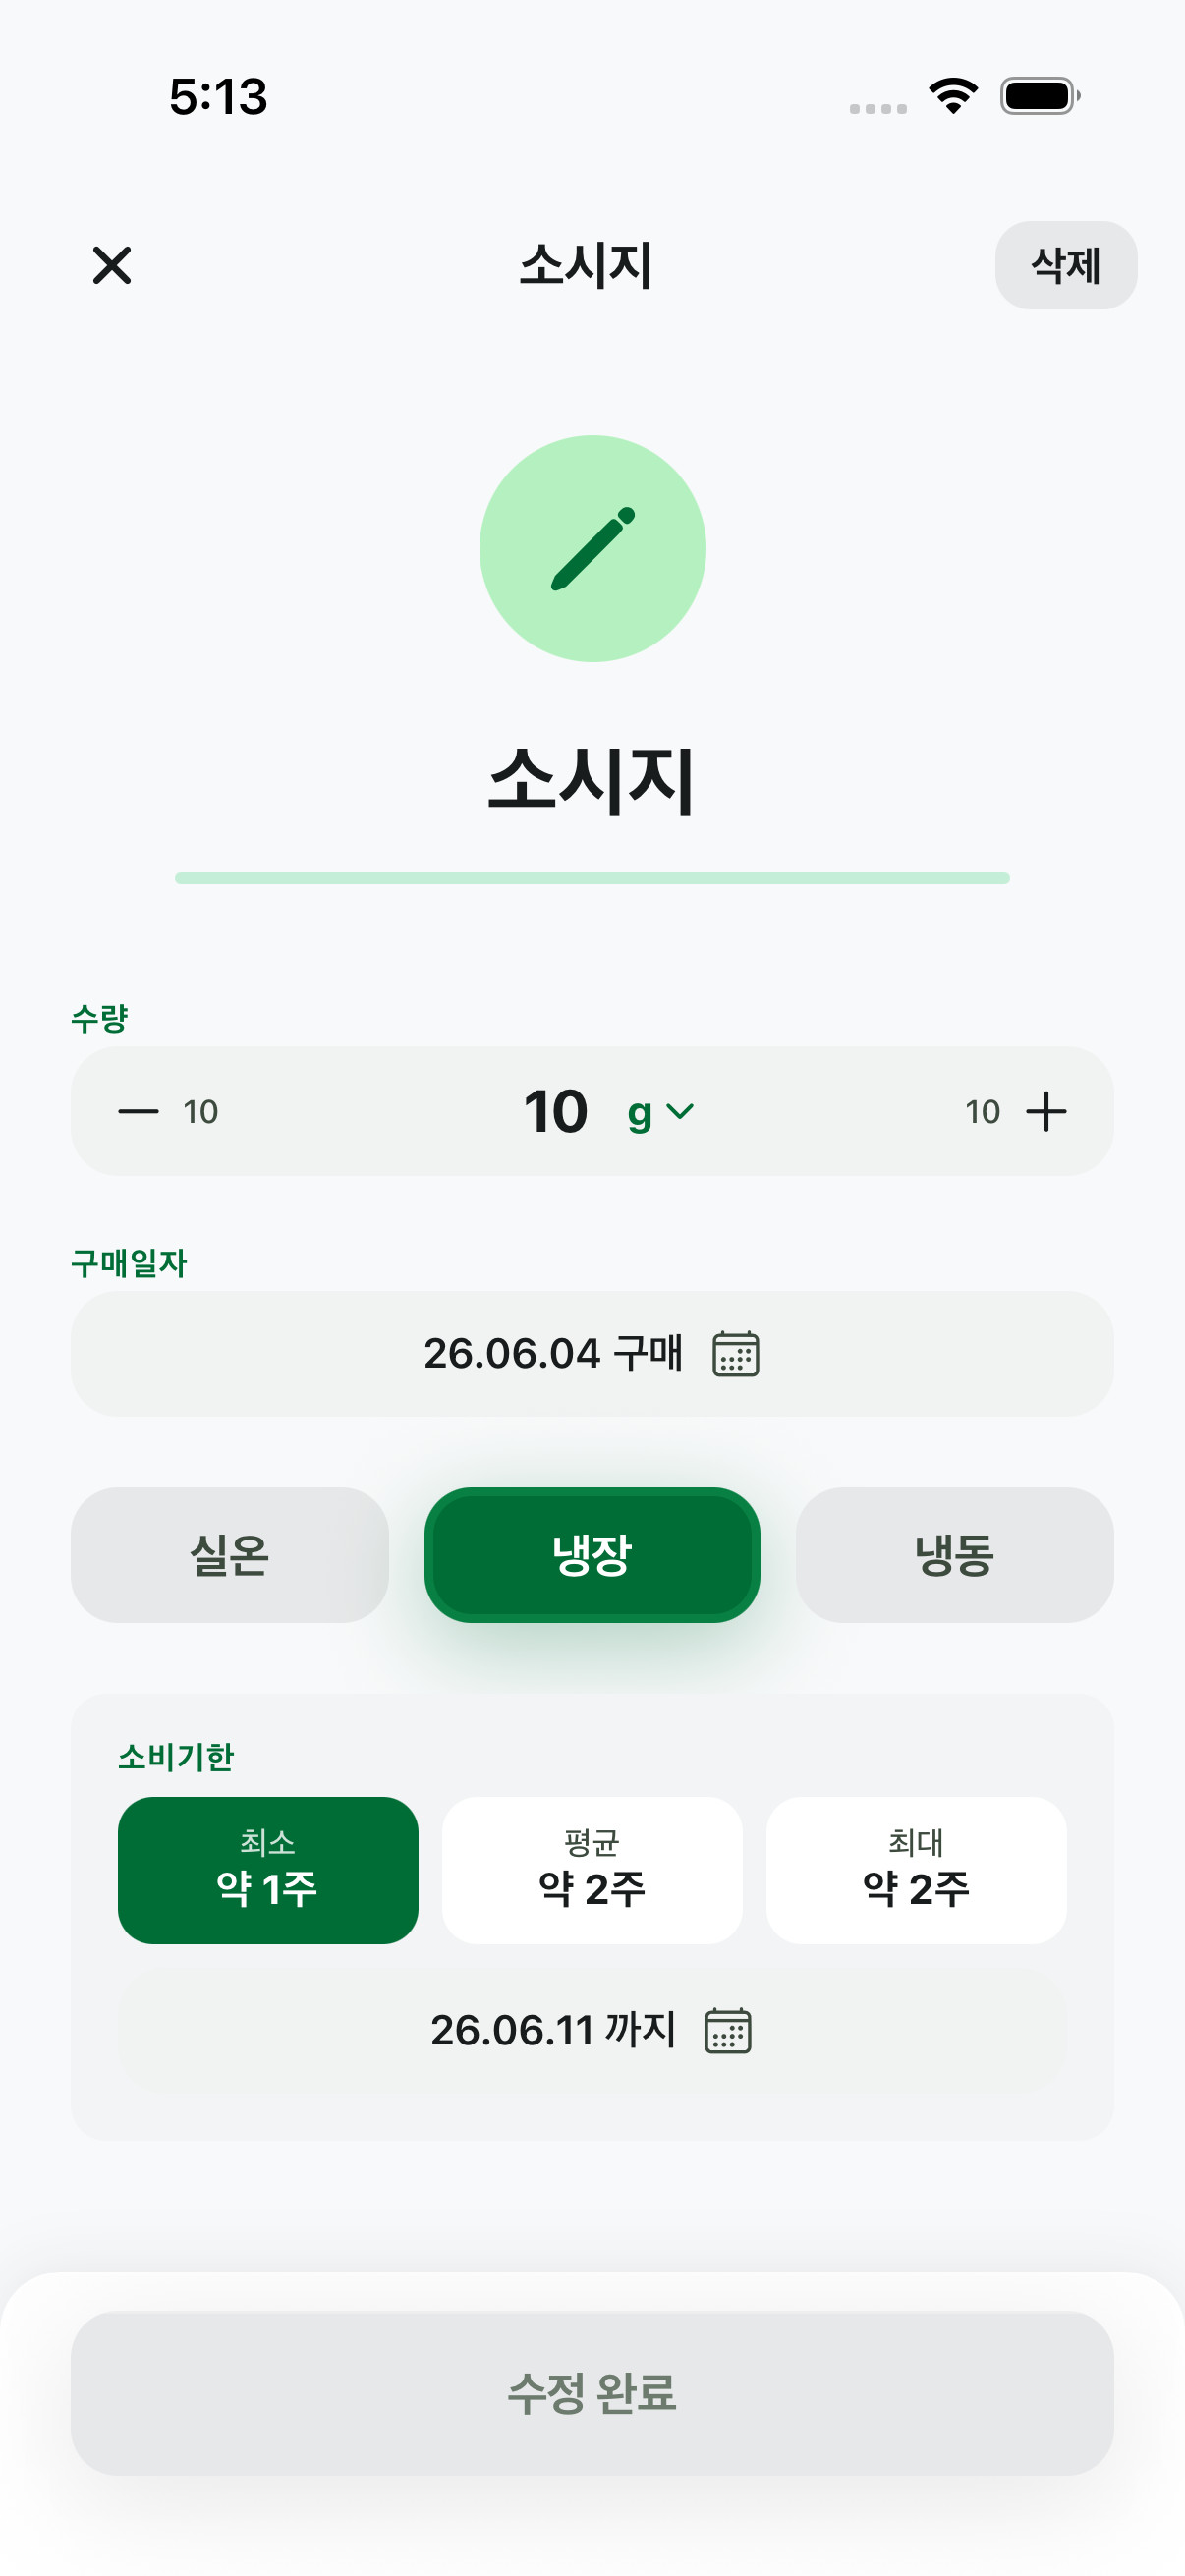 5:13
소시지
삭제
소시지
수량
10 10 g 10
구매일자
26.06.04 구매
실온 냉장 냉동
소비기한
최소 평균 최대
약 1주 약 2주 약 2주
26.06.11 까지
수정 완료